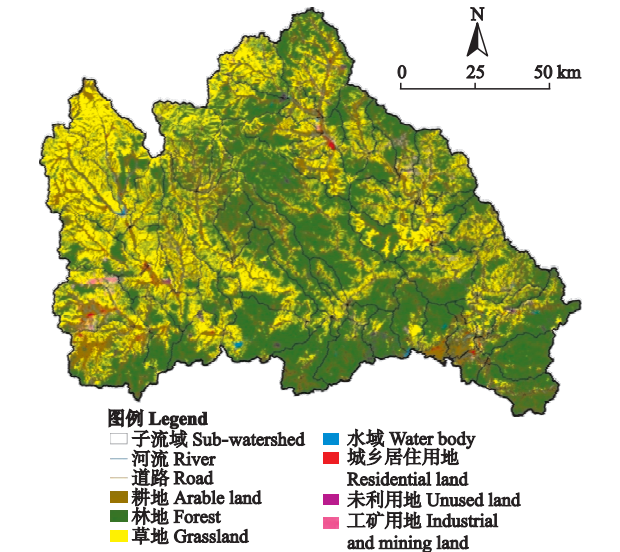 N
0 25 50 km
图例 Legend
子流域 Sub-watershed
河流 River
道路 Road
耕地 Arable land
林地 Forest
草地 Grassland
水域 Water body
城乡居住用地
Residential land
未利用地 Unused land
工矿用地 Industrial
and mining land